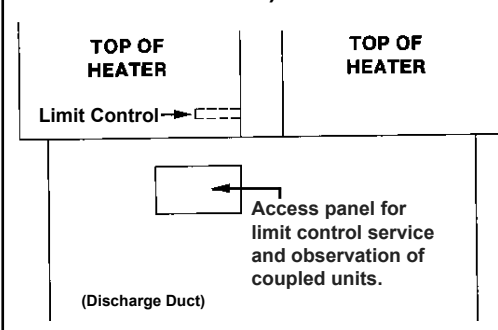 TOP OF
HEATER
TOP OF
HEATER
Limit Control
Access panel for
limit control service
and observation of
coupled units.
(Discharge Duct)